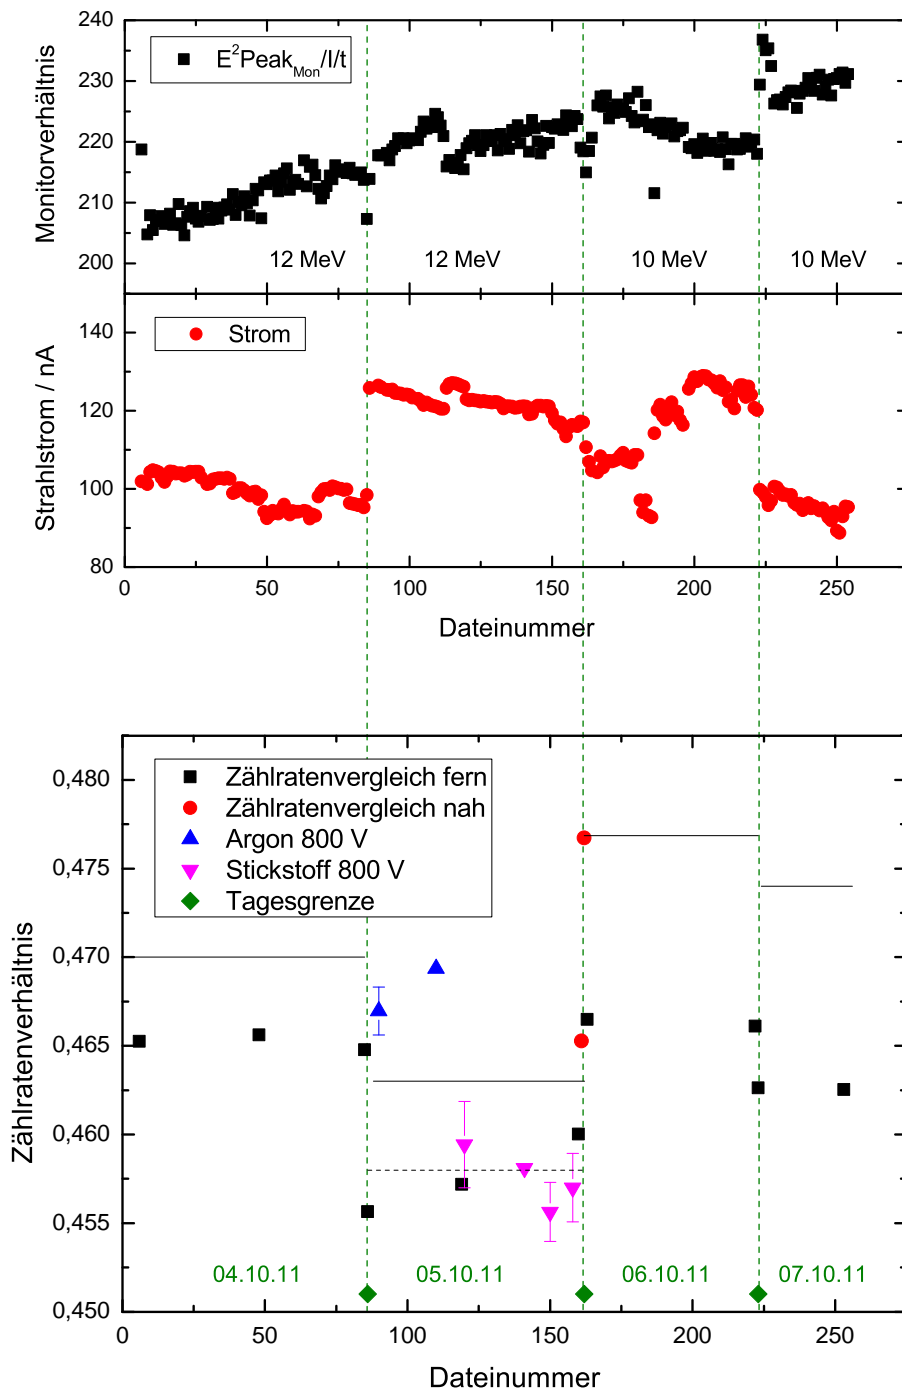 240
230
220
210
200
Monitorverhältnis
E²Peak_Mon/I/t
12 MeV 12 MeV 10 MeV 10 MeV
140
120
100
80
Strahlstrom / nA
Strom
0 50 100 150 200 250
Dateinummer
0,480
0,475
0,470
0,465
0,460
0,455
0,450
Zählratenverhältnis
Zählratenvergleich fern
Zählratenvergleich nah
Argon 800 V
Stickstoff 800 V
Tagesgrenze
04.10.11 05.10.11 06.10.11 07.10.11
0 50 100 150 200 250
Dateinummer